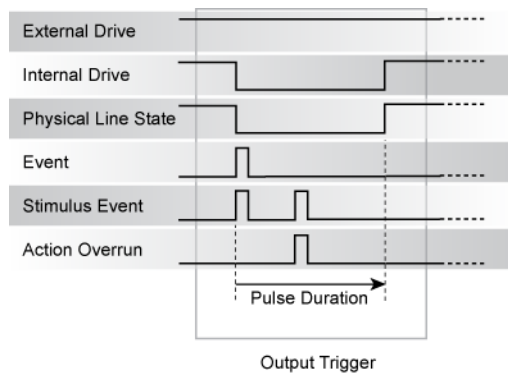 External Drive
Internal Drive
Physical Line State
Event
Stimulus Event
Action Overrun
Pulse Duration
Output Trigger